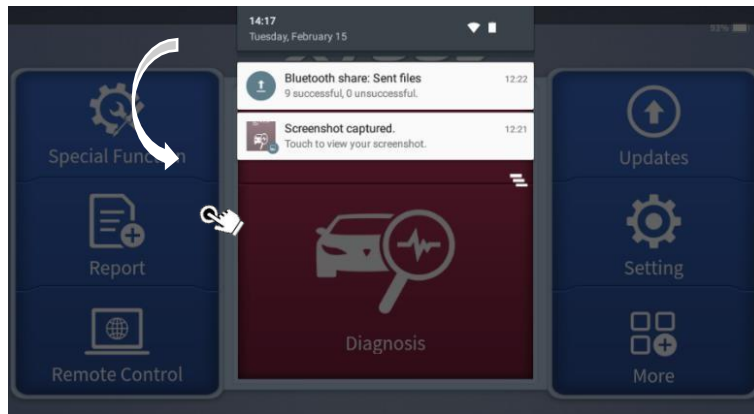 14:17
Tuesday, February 15
93%
Bluetooth share: Sent files
12:22
9 successful, 0 unsuccessful.
Screenshot captured.
12:21
Touch to view your screenshot.
Special Function
Updates
Report
Setting
Diagnosis
Remote Control
More